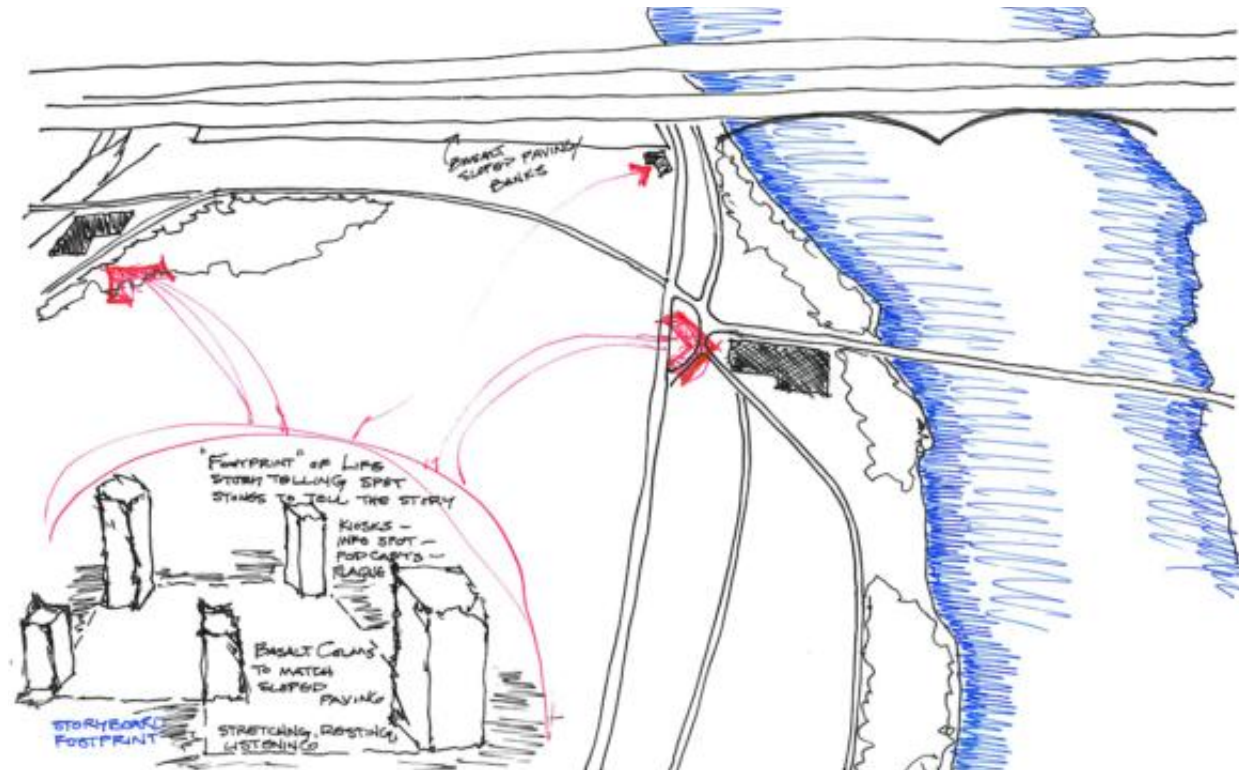 BASALT
SLOPED PAVING/
BANKS
"FOOTPRINT" OF LIFE
STORY TELLING SPOT
STONES TO TELL THE STORY
KIOSKS –
INFO SPOT –
PODCASTS –
PLAQUE
BASALT COLMS
TO MATCH
SLOPED
PAVING
STRETCHING, RESTING,
LISTENING
STORYBOARD
FOOTPRINT